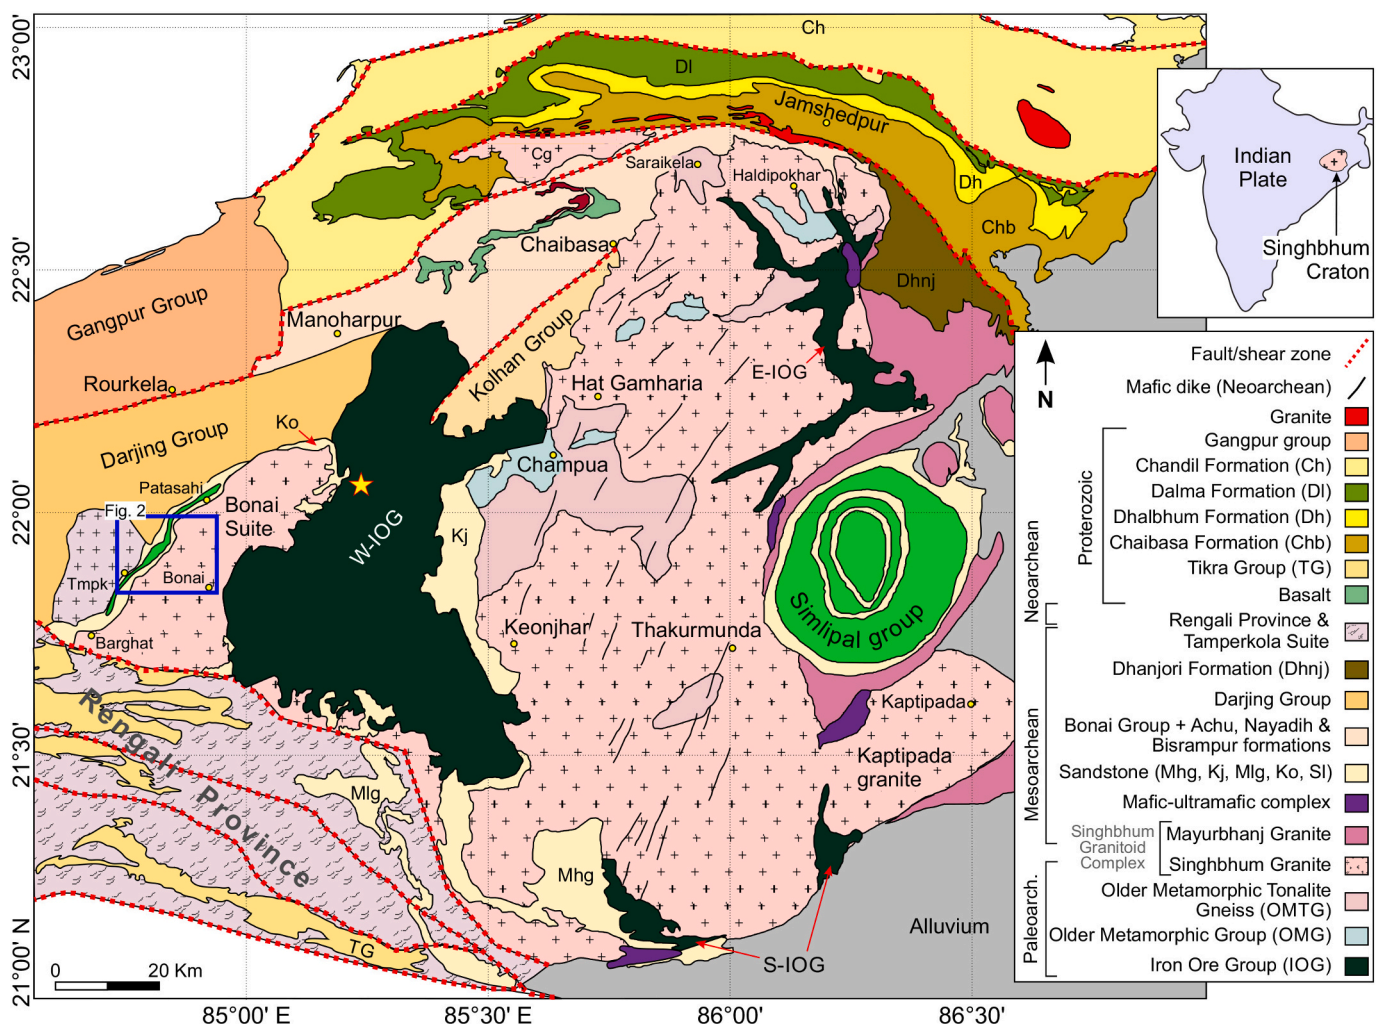 23°00'
22°30'
22°00'
21°30'
21°00' N
85°00' E
85°30' E
86°00'
86°30'
Ch
Dl
Jamshedpur
Cg
Saraikela
Haldipokhar
Dh
Chb
Chaibasa
Dhnj
Gangpur Group
Manoharpur
Kolhan Group
E-IOG
Rourkela
Hat Gamharia
Ko
Darjing Group
Champua
Patasahi
Fig. 2
Bonai
Suite
W-IOG
Kj
Tmpk
Bonai
Simlipal group
Keonjhar
Thakurmunda
Barghat
Kaptipada
Rengali Province
Kaptipada
granite
Mlg
Mhg
TG
Alluvium
S-IOG
0 20 Km
Indian
Plate
Singhbhum
Craton
N
Fault/shear zone
Mafic dike (Neoarchean)
Granite
Gangpur group
Chandil Formation (Ch)
Dalma Formation (Dl)
Dhalbhum Formation (Dh)
Chaibasa Formation (Chb)
Tikra Group (TG)
Basalt
Rengali Province &
Tamperkola Suite
Dhanjori Formation (Dhnj)
Darjing Group
Bonai Group + Achu, Nayadih &
Bisrampur formations
Sandstone (Mhg, Kj, Mlg, Ko, Sl)
Mafic-ultramafic complex
Mayurbhanj Granite
Singhbhum
Granitoid
Complex
Singhbhum Granite
Older Metamorphic Tonalite
Gneiss (OMTG)
Older Metamorphic Group (OMG)
Iron Ore Group (IOG)
Proterozoic
Neoarchean
Mesoarchean
Paleoarch.